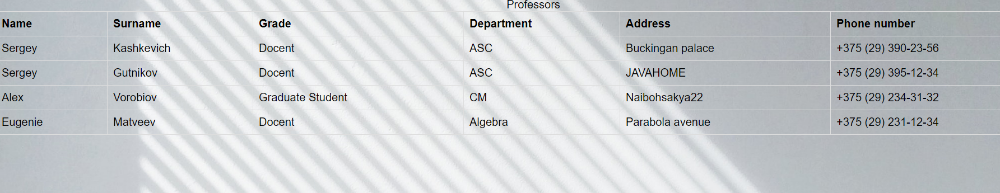 Professors
Name Surname Grade Department Address Phone number
Sergey Kashkevich Docent ASC Buckingan palace +375 (29) 390-23-56
Sergey Gutnikov Docent ASC JAVAHOME +375 (29) 395-12-34
Alex Vorobiov Graduate Student CM Naibohsakya22 +375 (29) 234-31-32
Eugenie Matveev Docent Algebra Parabola avenue +375 (29) 231-12-34